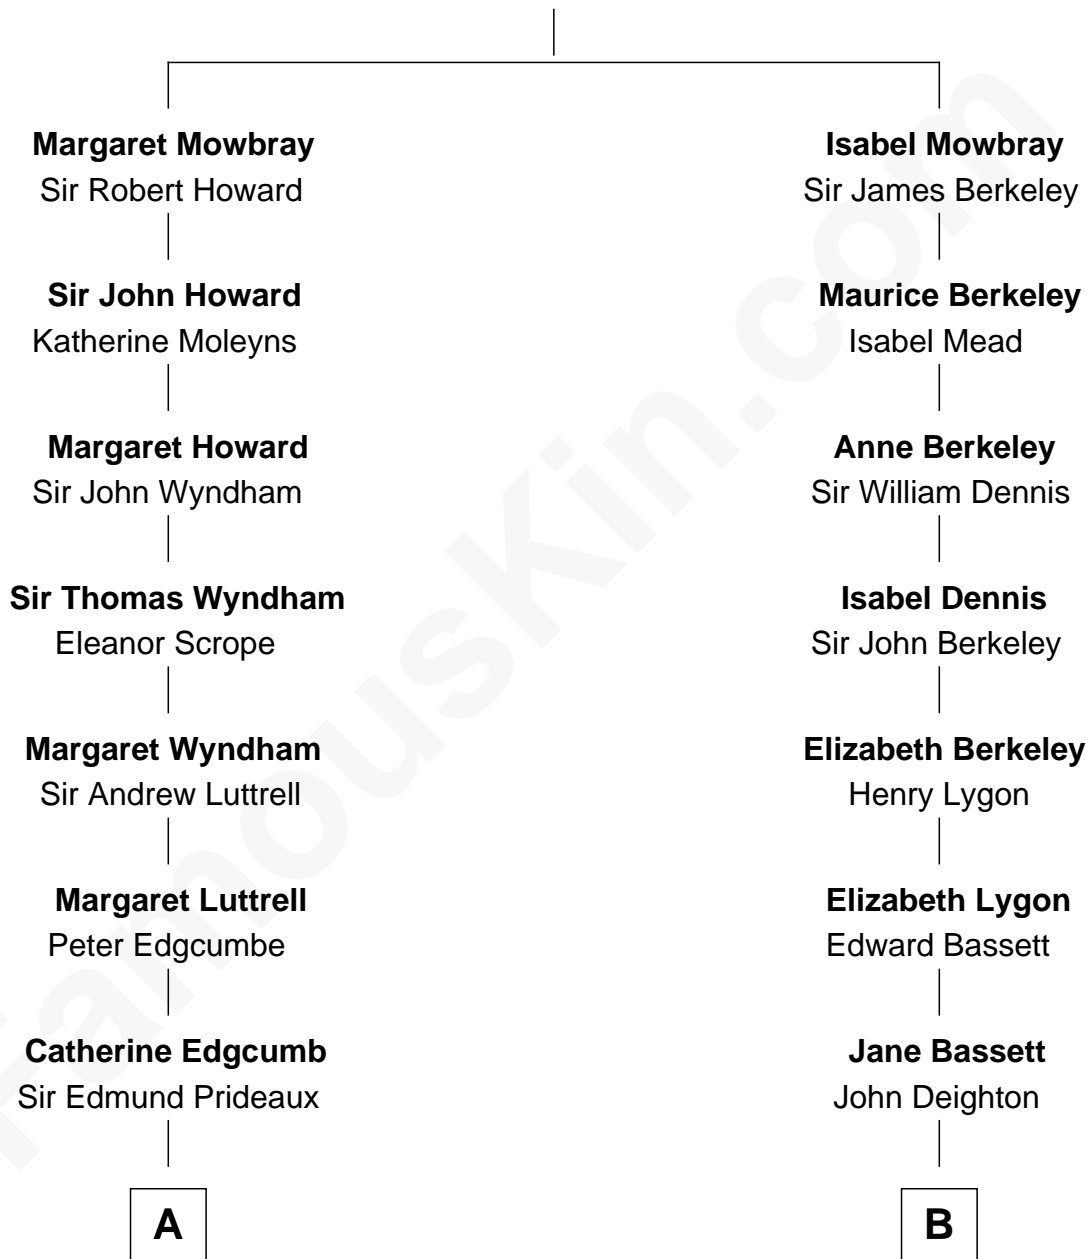 Margaret Mowbray
Sir Robert Howard
Isabel Mowbray
Sir James Berkeley
Sir John Howard
Katherine Moleyns
Maurice Berkeley
Isabel Mead
Margaret Howard
Sir John Wyndham
Anne Berkeley
Sir William Dennis
Sir Thomas Wyndham
Eleanor Scrope
Isabel Dennis
Sir John Berkeley
Margaret Wyndham
Sir Andrew Luttrell
Elizabeth Berkeley
Henry Lygon
Margaret Luttrell
Peter Edgcumbe
Elizabeth Lygon
Edward Bassett
Catherine Edgcumb
Sir Edmund Prideaux
Jane Bassett
John Deighton
A
B
FamousKin.com